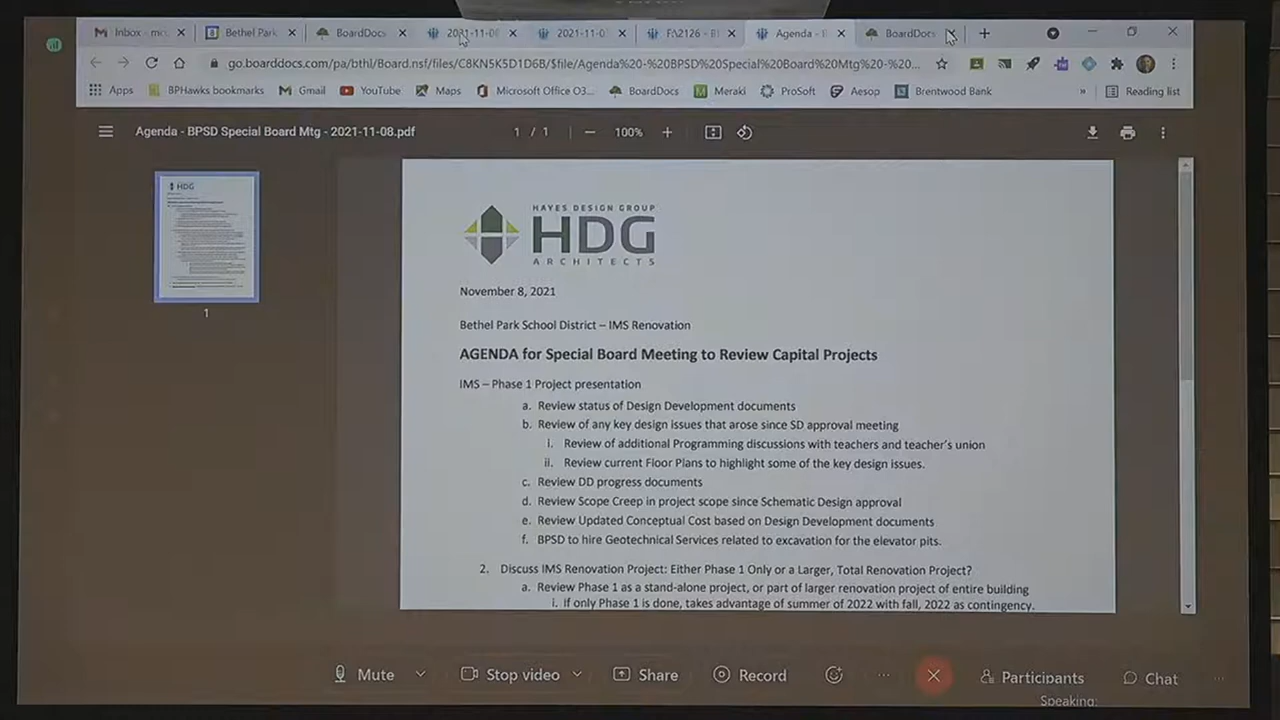 Inbox - mc
Bethel Park
BoardDocs
2021-11-08
2021-11-0
FA2126 - B
Agenda -
BoardDocs
go.boarddocs.com/pa/bthl/Board.nsf/files/C8KN5K5D1D6B/$file/Agenda%20-%20BPSD%20Special%20Board%20Mtg%20-%20...
Apps
BPHawks bookmarks
Gmail
YouTube
Maps
Microsoft Office O3...
BoardDocs
Meraki
ProSoft
Aesop
Brentwood Bank
»
Reading list
Agenda - BPSD Special Board Mtg - 2021-11-08.pdf
1 / 1
100%
HDG
1
HAYES DESIGN GROUP
HDG
ARCHITECTS
November 8, 2021
Bethel Park School District – IMS Renovation
AGENDA for Special Board Meeting to Review Capital Projects
IMS – Phase 1 Project presentation
a. Review status of Design Development documents
b. Review of any key design issues that arose since SD approval meeting
i. Review of additional Programming discussions with teachers and teacher's union
ii. Review current Floor Plans to highlight some of the key design issues.
c. Review DD progress documents
d. Review Scope Creep in project scope since Schematic Design approval
e. Review Updated Conceptual Cost based on Design Development documents
f. BPSD to hire Geotechnical Services related to excavation for the elevator pits.
2. Discuss IMS Renovation Project: Either Phase 1 Only or a Larger, Total Renovation Project?
a. Review Phase 1 as a stand-alone project, or part of larger renovation project of entire building
i. If only Phase 1 is done, takes advantage of summer of 2022 with fall, 2022 as contingency.
Mute
Stop video
Share
Record
Participants
Chat
Speaking: